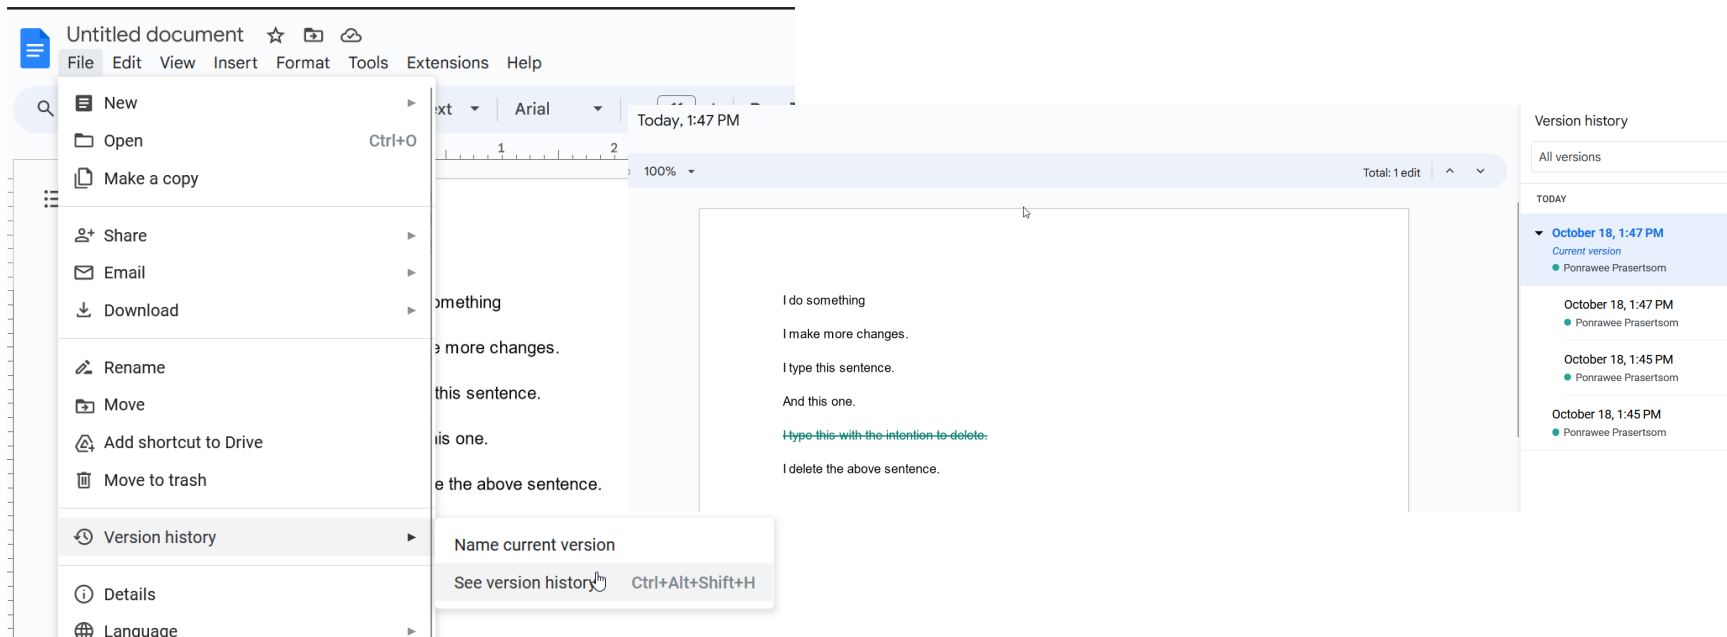 Untitled document
File Edit View Insert Format Tools Extensions Help
New
Open Ctrl+O
Make a copy
Share
Email
Download
Rename
Move
Add shortcut to Drive
Move to trash
Version history
Details
Language
Name current version
See version history Ctrl+Alt+Shift+H
ext Arial
1 2
omething
e more changes.
this sentence.
is one.
e the above sentence.
Today, 1:47 PM
100%
Total: 1 edit
I do something
I make more changes.
I type this sentence.
And this one.
I type this with the intention to delete.
I delete the above sentence.
Version history
All versions
TODAY
October 18, 1:47 PM
Current version
Ponrawee Prasertsom
October 18, 1:47 PM
Ponrawee Prasertsom
October 18, 1:45 PM
Ponrawee Prasertsom
October 18, 1:45 PM
Ponrawee Prasertsom